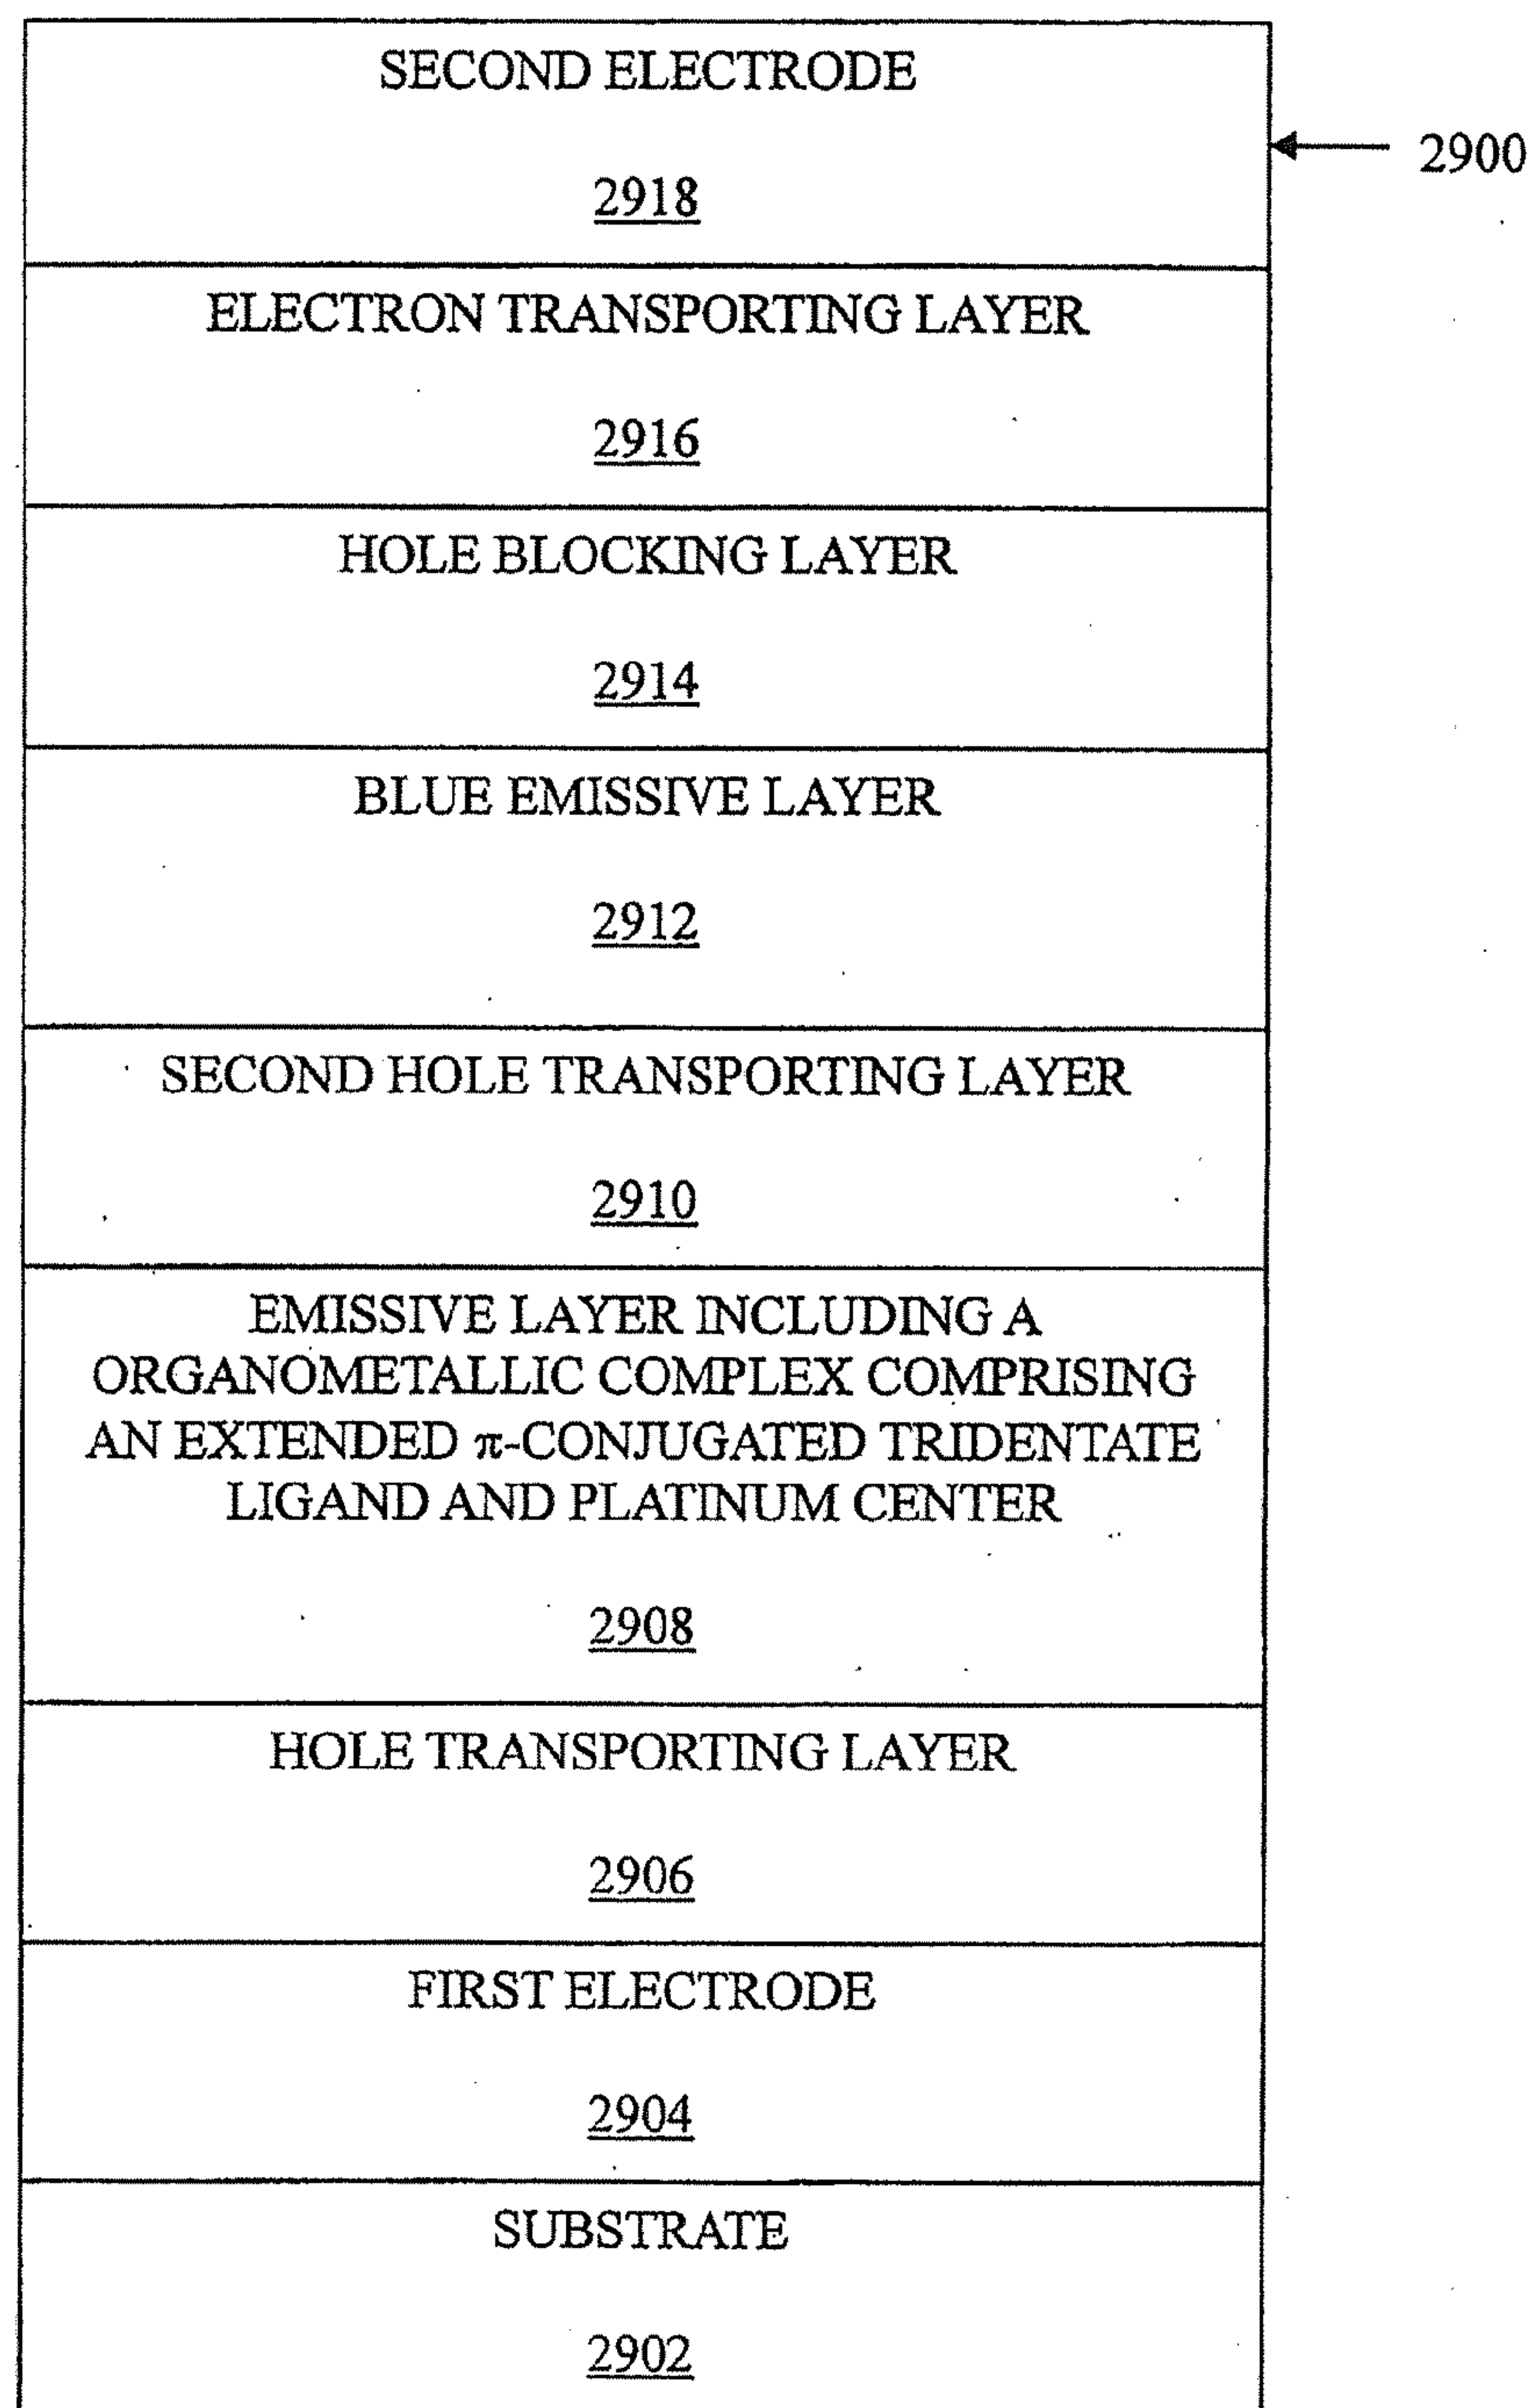 SECOND ELECTRODE
2918
2900
ELECTRON TRANSPORTING LAYER
2916
HOLE BLOCKING LAYER
2914
BLUE EMISSIVE LAYER
2912
SECOND HOLE TRANSPORTING LAYER
2910
EMISSIVE LAYER INCLUDING A
ORGANOMETALLIC COMPLEX COMPRISING
AN EXTENDED π-CONJUGATED TRIDENTATE
LIGAND AND PLATINUM CENTER
2908
HOLE TRANSPORTING LAYER
2906
FIRST ELECTRODE
2904
SUBSTRATE
2902